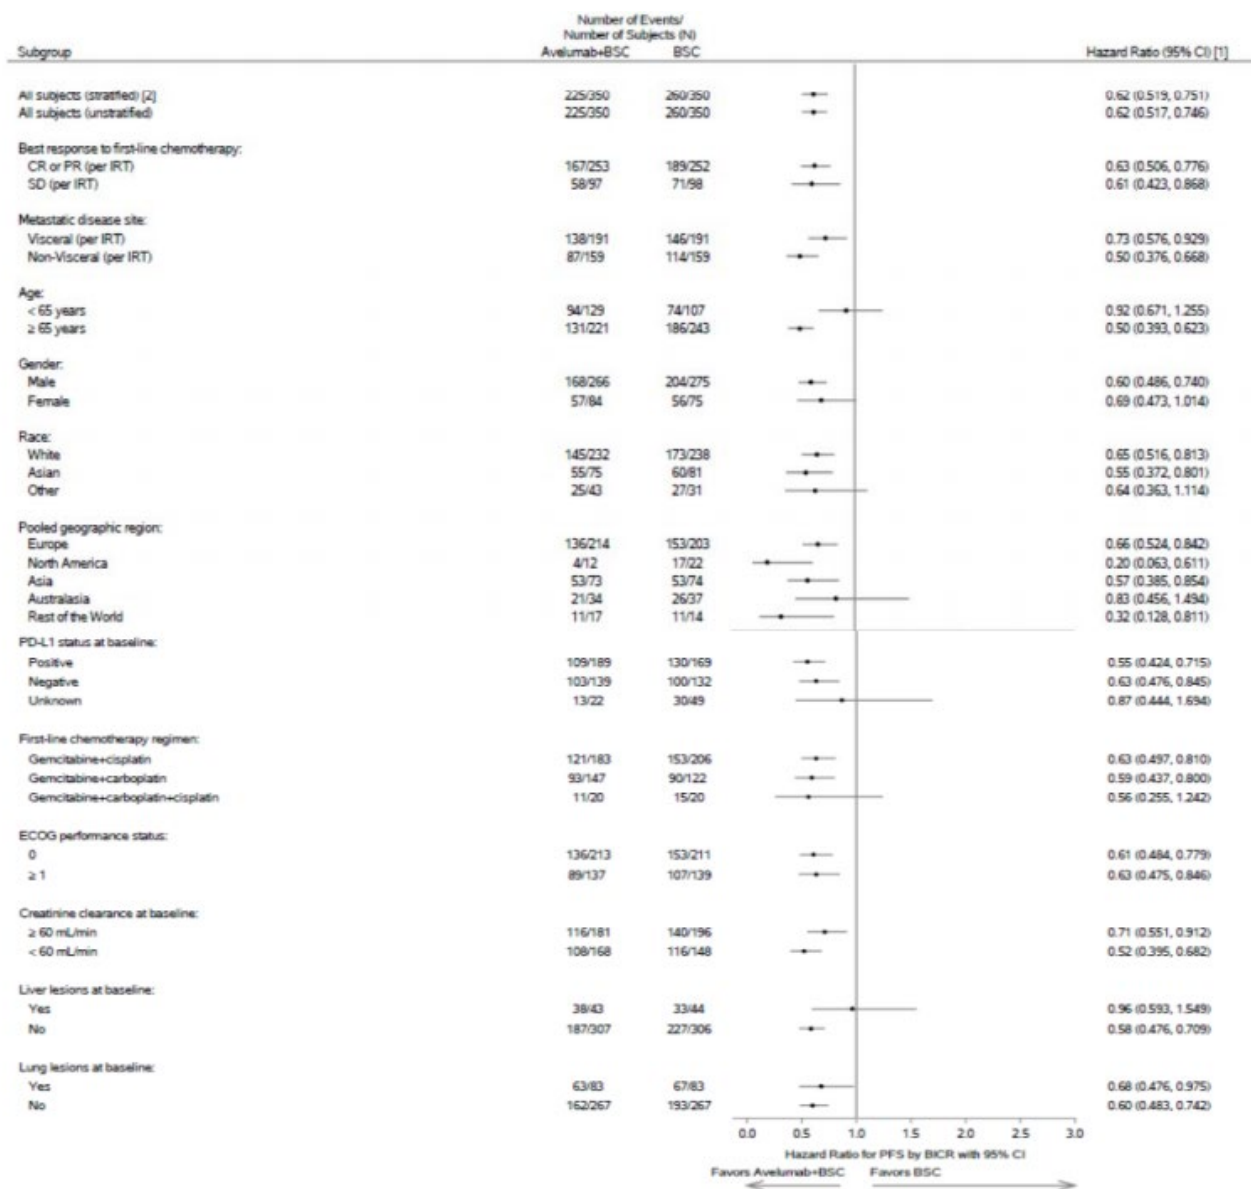 Number of Events/
Number of Subjects (N)
Subgroup Avelumab+BSC BSC Hazard Ratio (95% CI) [1]
All subjects (stratified) [2] 225/350 260/350 0.62 (0.519, 0.751)
All subjects (unstratified) 225/350 260/350 0.62 (0.517, 0.746)
Best response to first-line chemotherapy:
CR or PR (per IRT) 167/253 189/252 0.63 (0.506, 0.776)
SD (per IRT) 58/97 71/98 0.61 (0.423, 0.868)
Metastatic disease site:
Visceral (per IRT) 138/191 146/191 0.73 (0.576, 0.929)
Non-Visceral (per IRT) 87/159 114/159 0.50 (0.376, 0.668)
Age:
< 65 years 94/129 74/107 0.92 (0.671, 1.255)
≥ 65 years 131/221 186/243 0.50 (0.393, 0.623)
Gender:
Male 168/266 204/275 0.60 (0.486, 0.740)
Female 57/84 56/75 0.69 (0.473, 1.014)
Race:
White 145/232 173/238 0.65 (0.516, 0.813)
Asian 55/75 60/81 0.55 (0.372, 0.801)
Other 25/43 27/31 0.64 (0.363, 1.114)
Pooled geographic region:
Europe 136/214 153/203 0.66 (0.524, 0.842)
North America 4/12 17/22 0.20 (0.063, 0.611)
Asia 53/73 53/74 0.57 (0.385, 0.854)
Australasia 21/34 26/37 0.83 (0.456, 1.494)
Rest of the World 11/17 11/14 0.32 (0.128, 0.811)
PD-L1 status at baseline:
Positive 109/189 130/169 0.55 (0.424, 0.715)
Negative 103/139 100/132 0.63 (0.476, 0.845)
Unknown 13/22 30/49 0.87 (0.444, 1.694)
First-line chemotherapy regimen:
Gemcitabine+cisplatin 121/183 153/206 0.63 (0.497, 0.810)
Gemcitabine+carboplatin 93/147 90/122 0.59 (0.437, 0.800)
Gemcitabine+carboplatin+cisplatin 11/20 15/20 0.56 (0.255, 1.242)
ECOG performance status:
0 136/213 153/211 0.61 (0.484, 0.779)
≥ 1 89/137 107/139 0.63 (0.475, 0.846)
Creatinine clearance at baseline:
≥ 60 mL/min 116/181 140/196 0.71 (0.551, 0.912)
< 60 mL/min 108/168 116/148 0.52 (0.395, 0.682)
Liver lesions at baseline:
Yes 38/43 33/44 0.96 (0.593, 1.549)
No 187/307 227/306 0.58 (0.476, 0.709)
Lung lesions at baseline:
Yes 63/83 67/83 0.68 (0.476, 0.975)
No 162/267 193/267 0.60 (0.483, 0.742)
0.0 0.5 1.0 1.5 2.0 2.5 3.0
Hazard Ratio for PFS by BICR with 95% CI
Favors Avelumab+BSC Favors BSC